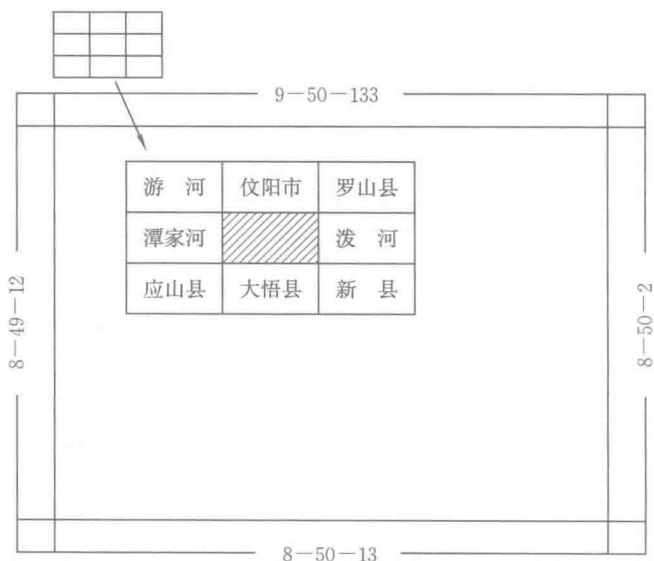 9-50-133
游 河 佽阳市 罗山县
潭家河 泼 河
应山县 大悟县 新 县
8-49-12
8-50-2
8-50-13